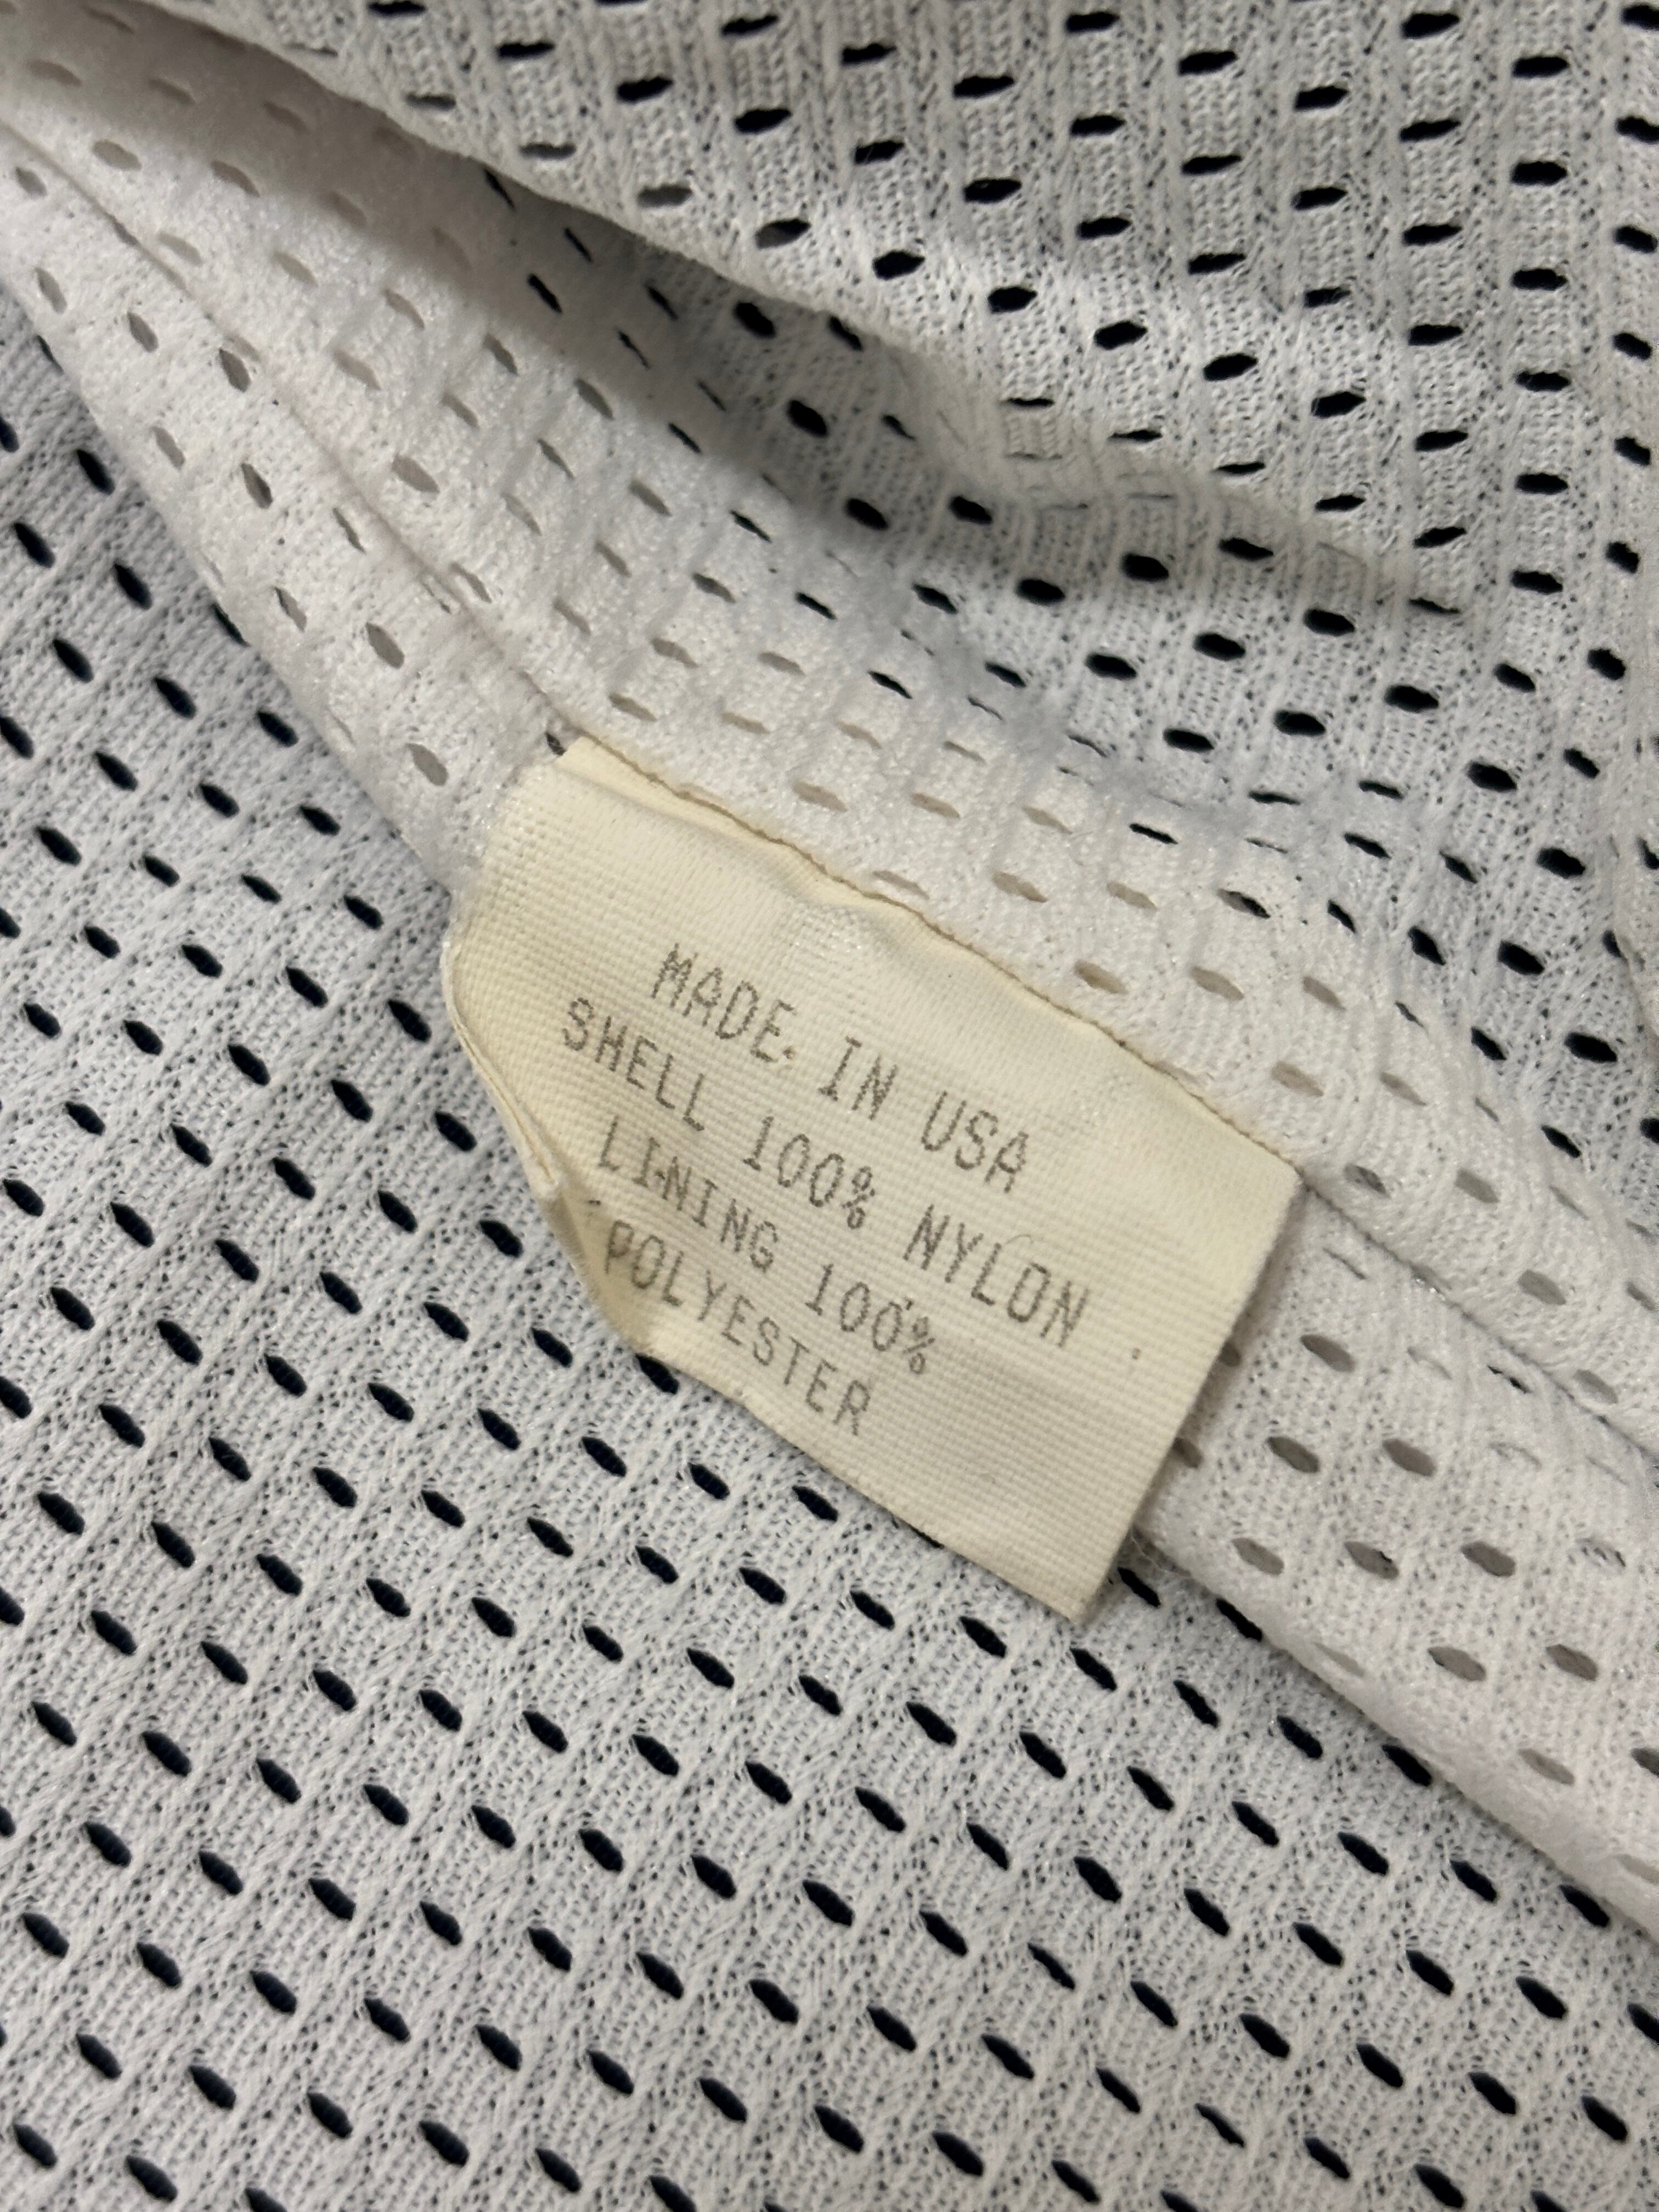 MADE IN USA
SHELL 100% NYLON
LINING 100%
POLYESTER